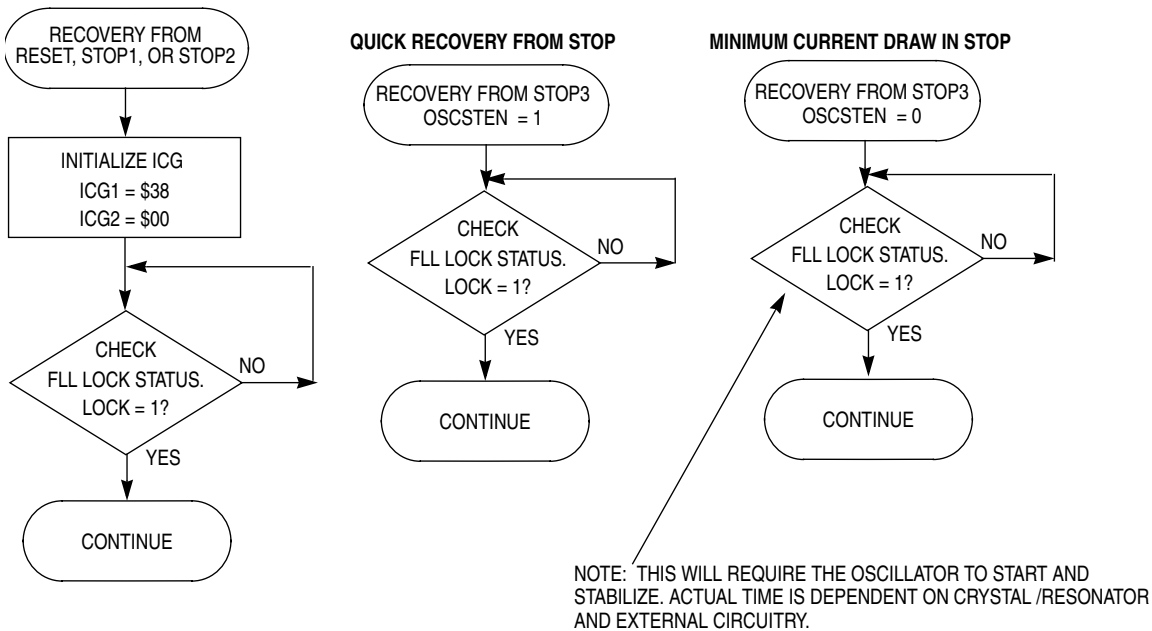 RECOVERY FROM
RESET, STOP1, OR STOP2
INITIALIZE ICG
ICG1 = $38
ICG2 = $00
CHECK
FLL LOCK STATUS.
LOCK = 1?
NO
YES
CONTINUE
QUICK RECOVERY FROM STOP
RECOVERY FROM STOP3
OSCSTEN = 1
CHECK
FLL LOCK STATUS.
LOCK = 1?
NO
YES
CONTINUE
MINIMUM CURRENT DRAW IN STOP
RECOVERY FROM STOP3
OSCSTEN = 0
CHECK
FLL LOCK STATUS.
LOCK = 1?
NO
YES
CONTINUE
NOTE: THIS WILL REQUIRE THE OSCILLATOR TO START AND
STABILIZE. ACTUAL TIME IS DEPENDENT ON CRYSTAL /RESONATOR
AND EXTERNAL CIRCUITRY.